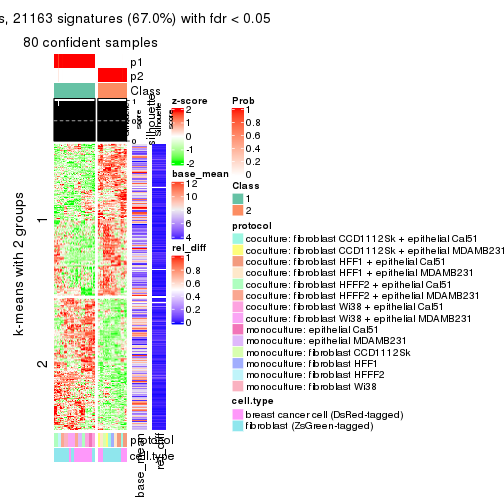 s, 21163 signatures (67.0%) with fdr < 0.05
80 confident samples
p1
p2
Class
silhouette
score
1
0
silhouette
z-score
2
1
0
-1
-2
base_mean
12
10
8
6
4
rel_diff
1
0.8
0.6
0.4
0.2
0
Prob
1
0.8
0.6
0.4
0.2
0
Class
1
2
protocol
coculture: fibroblast CCD1112Sk + epithelial Cal51
coculture: fibroblast CCD1112Sk + epithelial MDAMB231
coculture: fibroblast HFF1 + epithelial Cal51
coculture: fibroblast HFF1 + epithelial MDAMB231
coculture: fibroblast HFFF2 + epithelial Cal51
coculture: fibroblast HFFF2 + epithelial MDAMB231
coculture: fibroblast Wi38 + epithelial Cal51
coculture: fibroblast Wi38 + epithelial MDAMB231
monoculture: epithelial Cal51
monoculture: epithelial MDAMB231
monoculture: fibroblast CCD1112Sk
monoculture: fibroblast HFF1
monoculture: fibroblast HFFF2
monoculture: fibroblast Wi38
cell.type
breast cancer cell (DsRed-tagged)
fibroblast (ZsGreen-tagged)
k-means with 2 groups
1
2
protocol
cell.type
base_mean
rel_diff